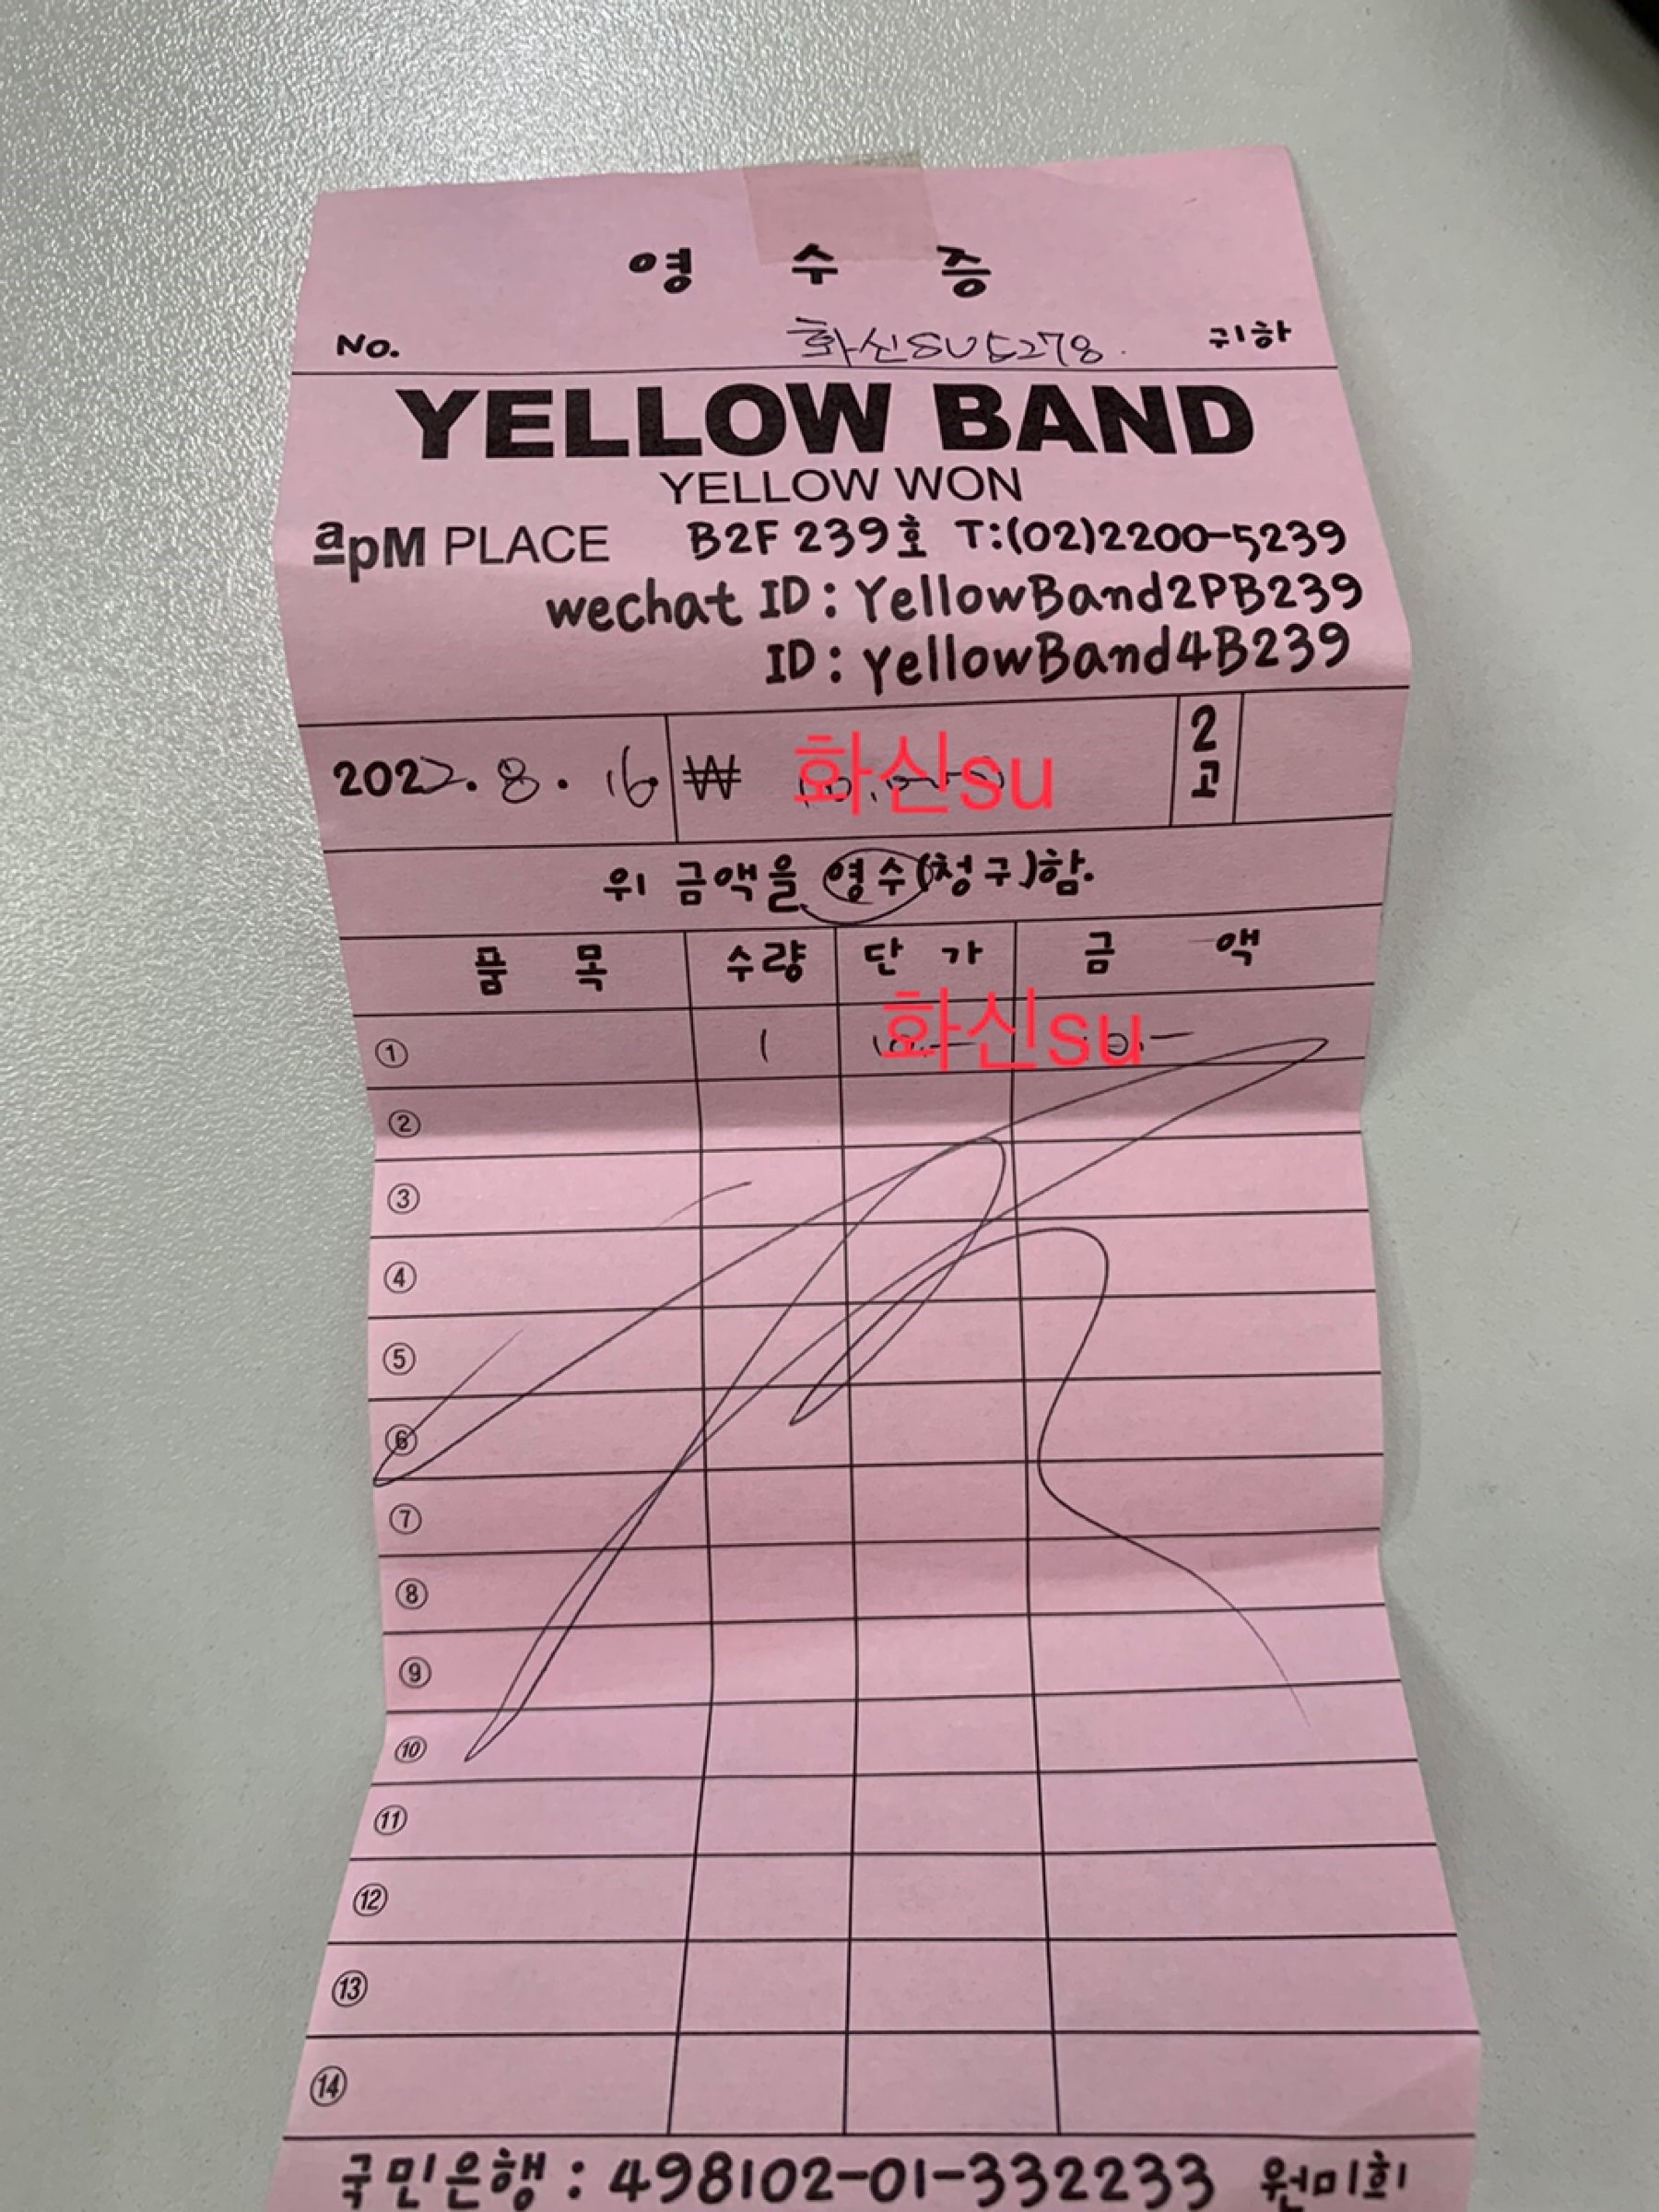 영 수 증
No. 화신SU5278. 귀하
YELLOW BAND
YELLOW WON
apM PLACE B2F 239호 T:(02)2200-5239
wechat ID: YellowBand2PB239
ID: YellowBand4B239
2022.8.16 ₩ 화신su 2고
위 금액을 영수(청구)함.
품 목 수량 단 가 금 액
① 1 화신su
②
③
④
⑤
⑥
⑦
⑧
⑨
⑩
⑪
⑫
⑬
⑭
국민은행: 498102-01-332233 원미희